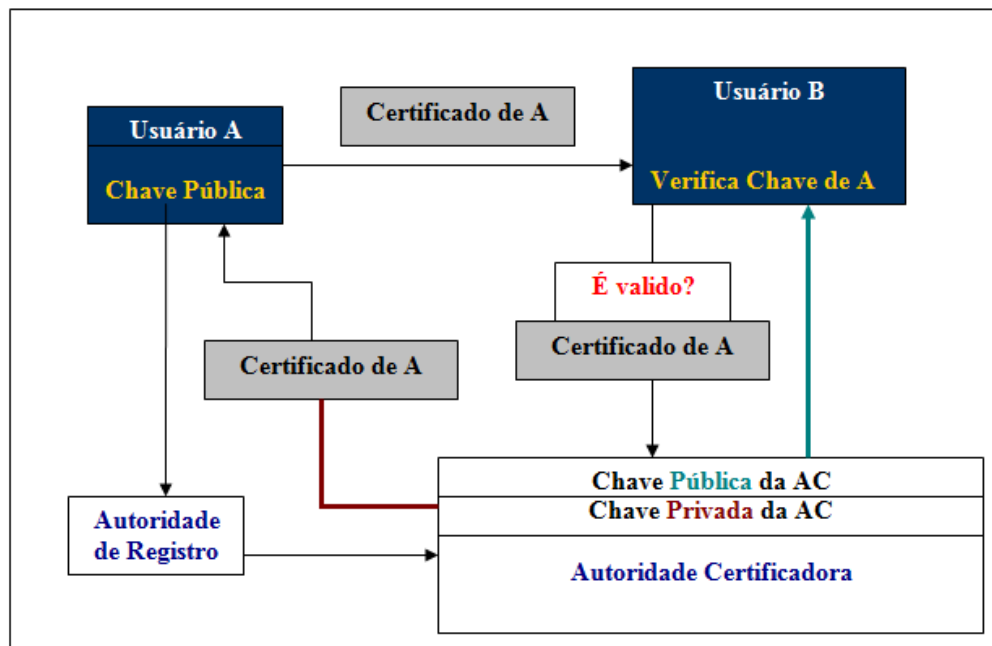 Certificado de A
Usuário A
Chave Pública
Usuário B
Verifica Chave de A
É valido?
Certificado de A
Certificado de A
Autoridade
de Registro
Chave Pública da AC
Chave Privada da AC
Autoridade Certificadora